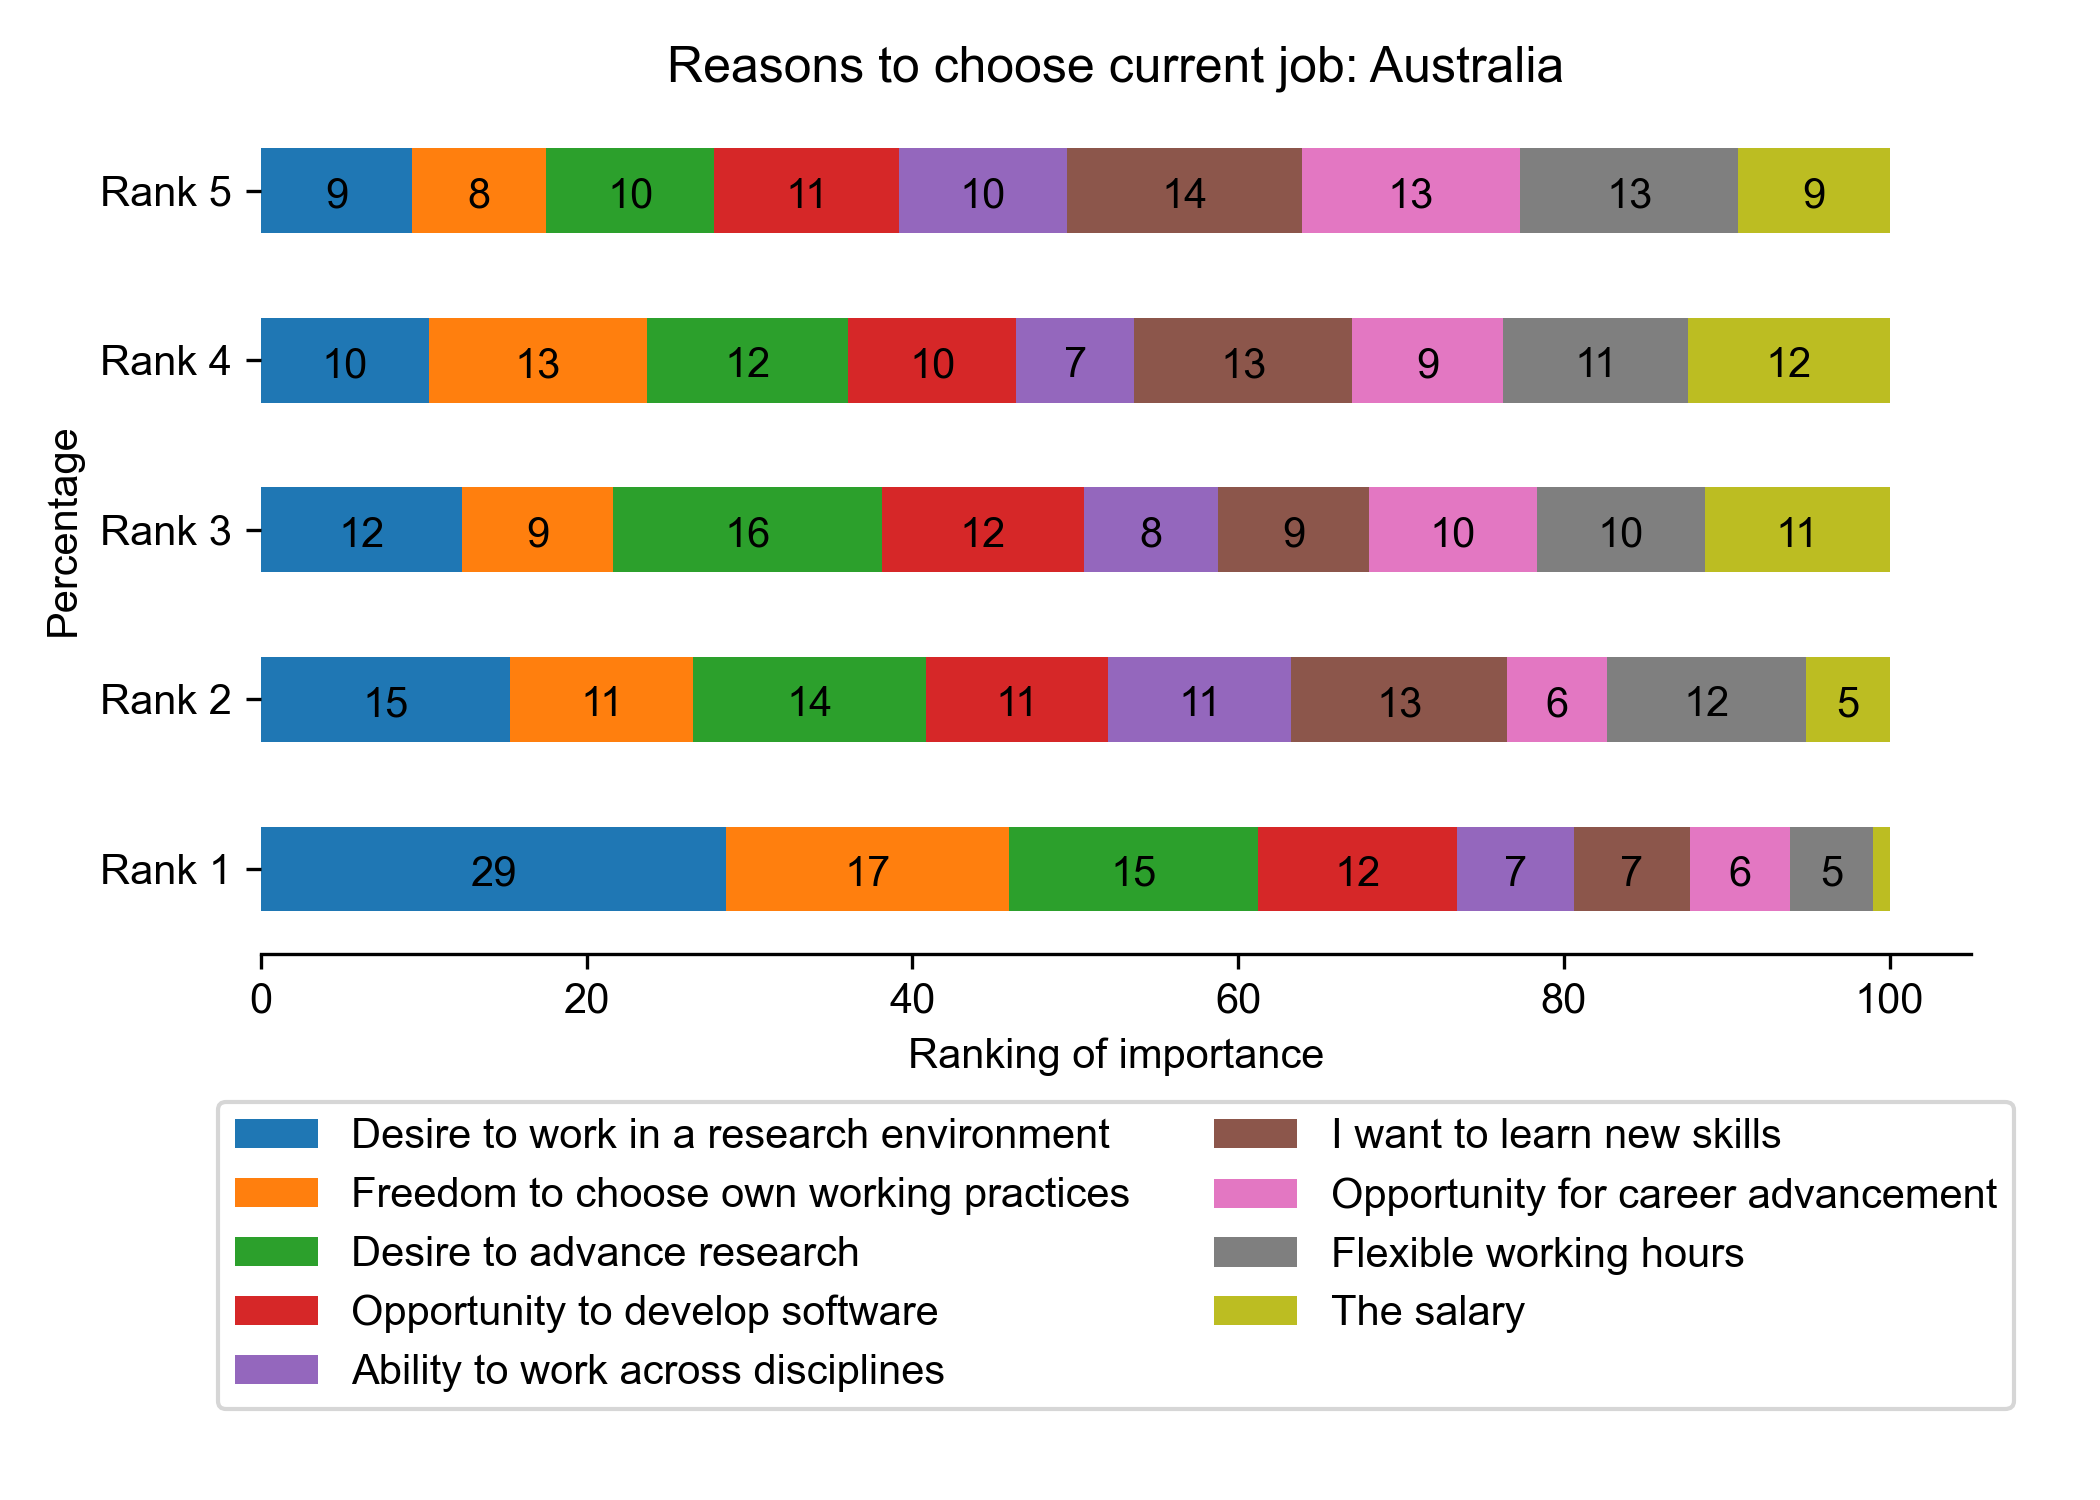 Reasons to choose current job: Australia
Rank 5 9 8 10 11 10 14 13 13 9
Rank 4 10 13 12 10 7 13 9 11 12
Percentage
Rank 3 12 9 16 12 8 9 10 10 11
Rank 2 15 11 14 11 11 13 6 12 5
Rank 1 29 17 15 12 7 7 6 5
0 20 40 60 80 100
Ranking of importance
Desire to work in a research environment
Freedom to choose own working practices
Desire to advance research
Opportunity to develop software
Ability to work across disciplines
I want to learn new skills
Opportunity for career advancement
Flexible working hours
The salary